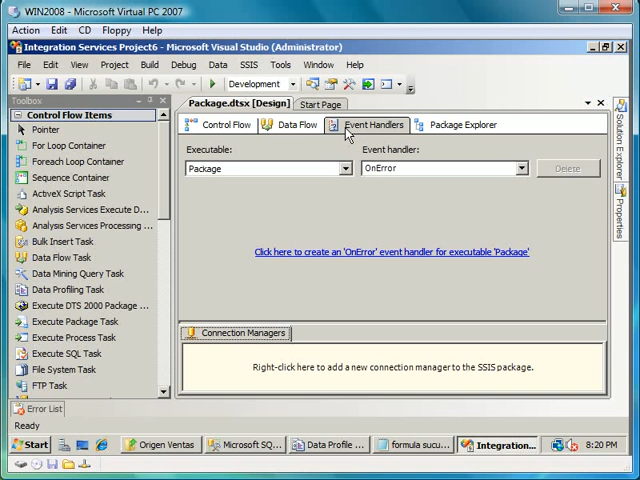 WIN2008 - Microsoft Virtual PC 2007
Action Edit CD Floppy Help
Integration Services Project6 - Microsoft Visual Studio (Administrator)
File Edit View Project Build Debug Data SSIS Tools Window Help
Development
Toolbox
Package.dtsx [Design] Start Page
Control Flow Items
Control Flow Data Flow Event Handlers Package Explorer
Pointer
For Loop Container
Foreach Loop Container
Sequence Container
ActiveX Script Task
Analysis Services Execute D...
Analysis Services Processing ...
Bulk Insert Task
Data Flow Task
Data Mining Query Task
Data Profiling Task
Execute DTS 2000 Package ...
Execute Package Task
Execute Process Task
Execute SQL Task
File System Task
FTP Task
Executable: Event handler:
Package OnError Delete
Click here to create an 'OnError' event handler for executable 'Package'
Connection Managers
Right-click here to add a new connection manager to the SSIS package.
Solution Explorer
Properties
Error List
Ready
Start Origen Ventas Microsoft SQ... Data Profile ... formula sucu... Integration... 8:20 PM